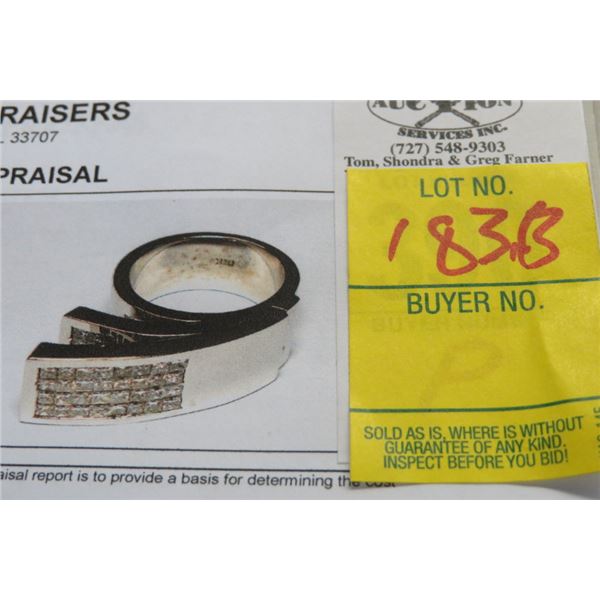 RAISERS
L 33707
PRAISAL
AUCTION
SERVICES INC.
(727) 548-9303
Tom, Shondra & Greg Farner
LOT NO.
183B
BUYER NO.
SOLD AS IS, WHERE IS WITHOUT
GUARANTEE OF ANY KIND.
INSPECT BEFORE YOU BID!
aisal report is to provide a basis for determining the cost